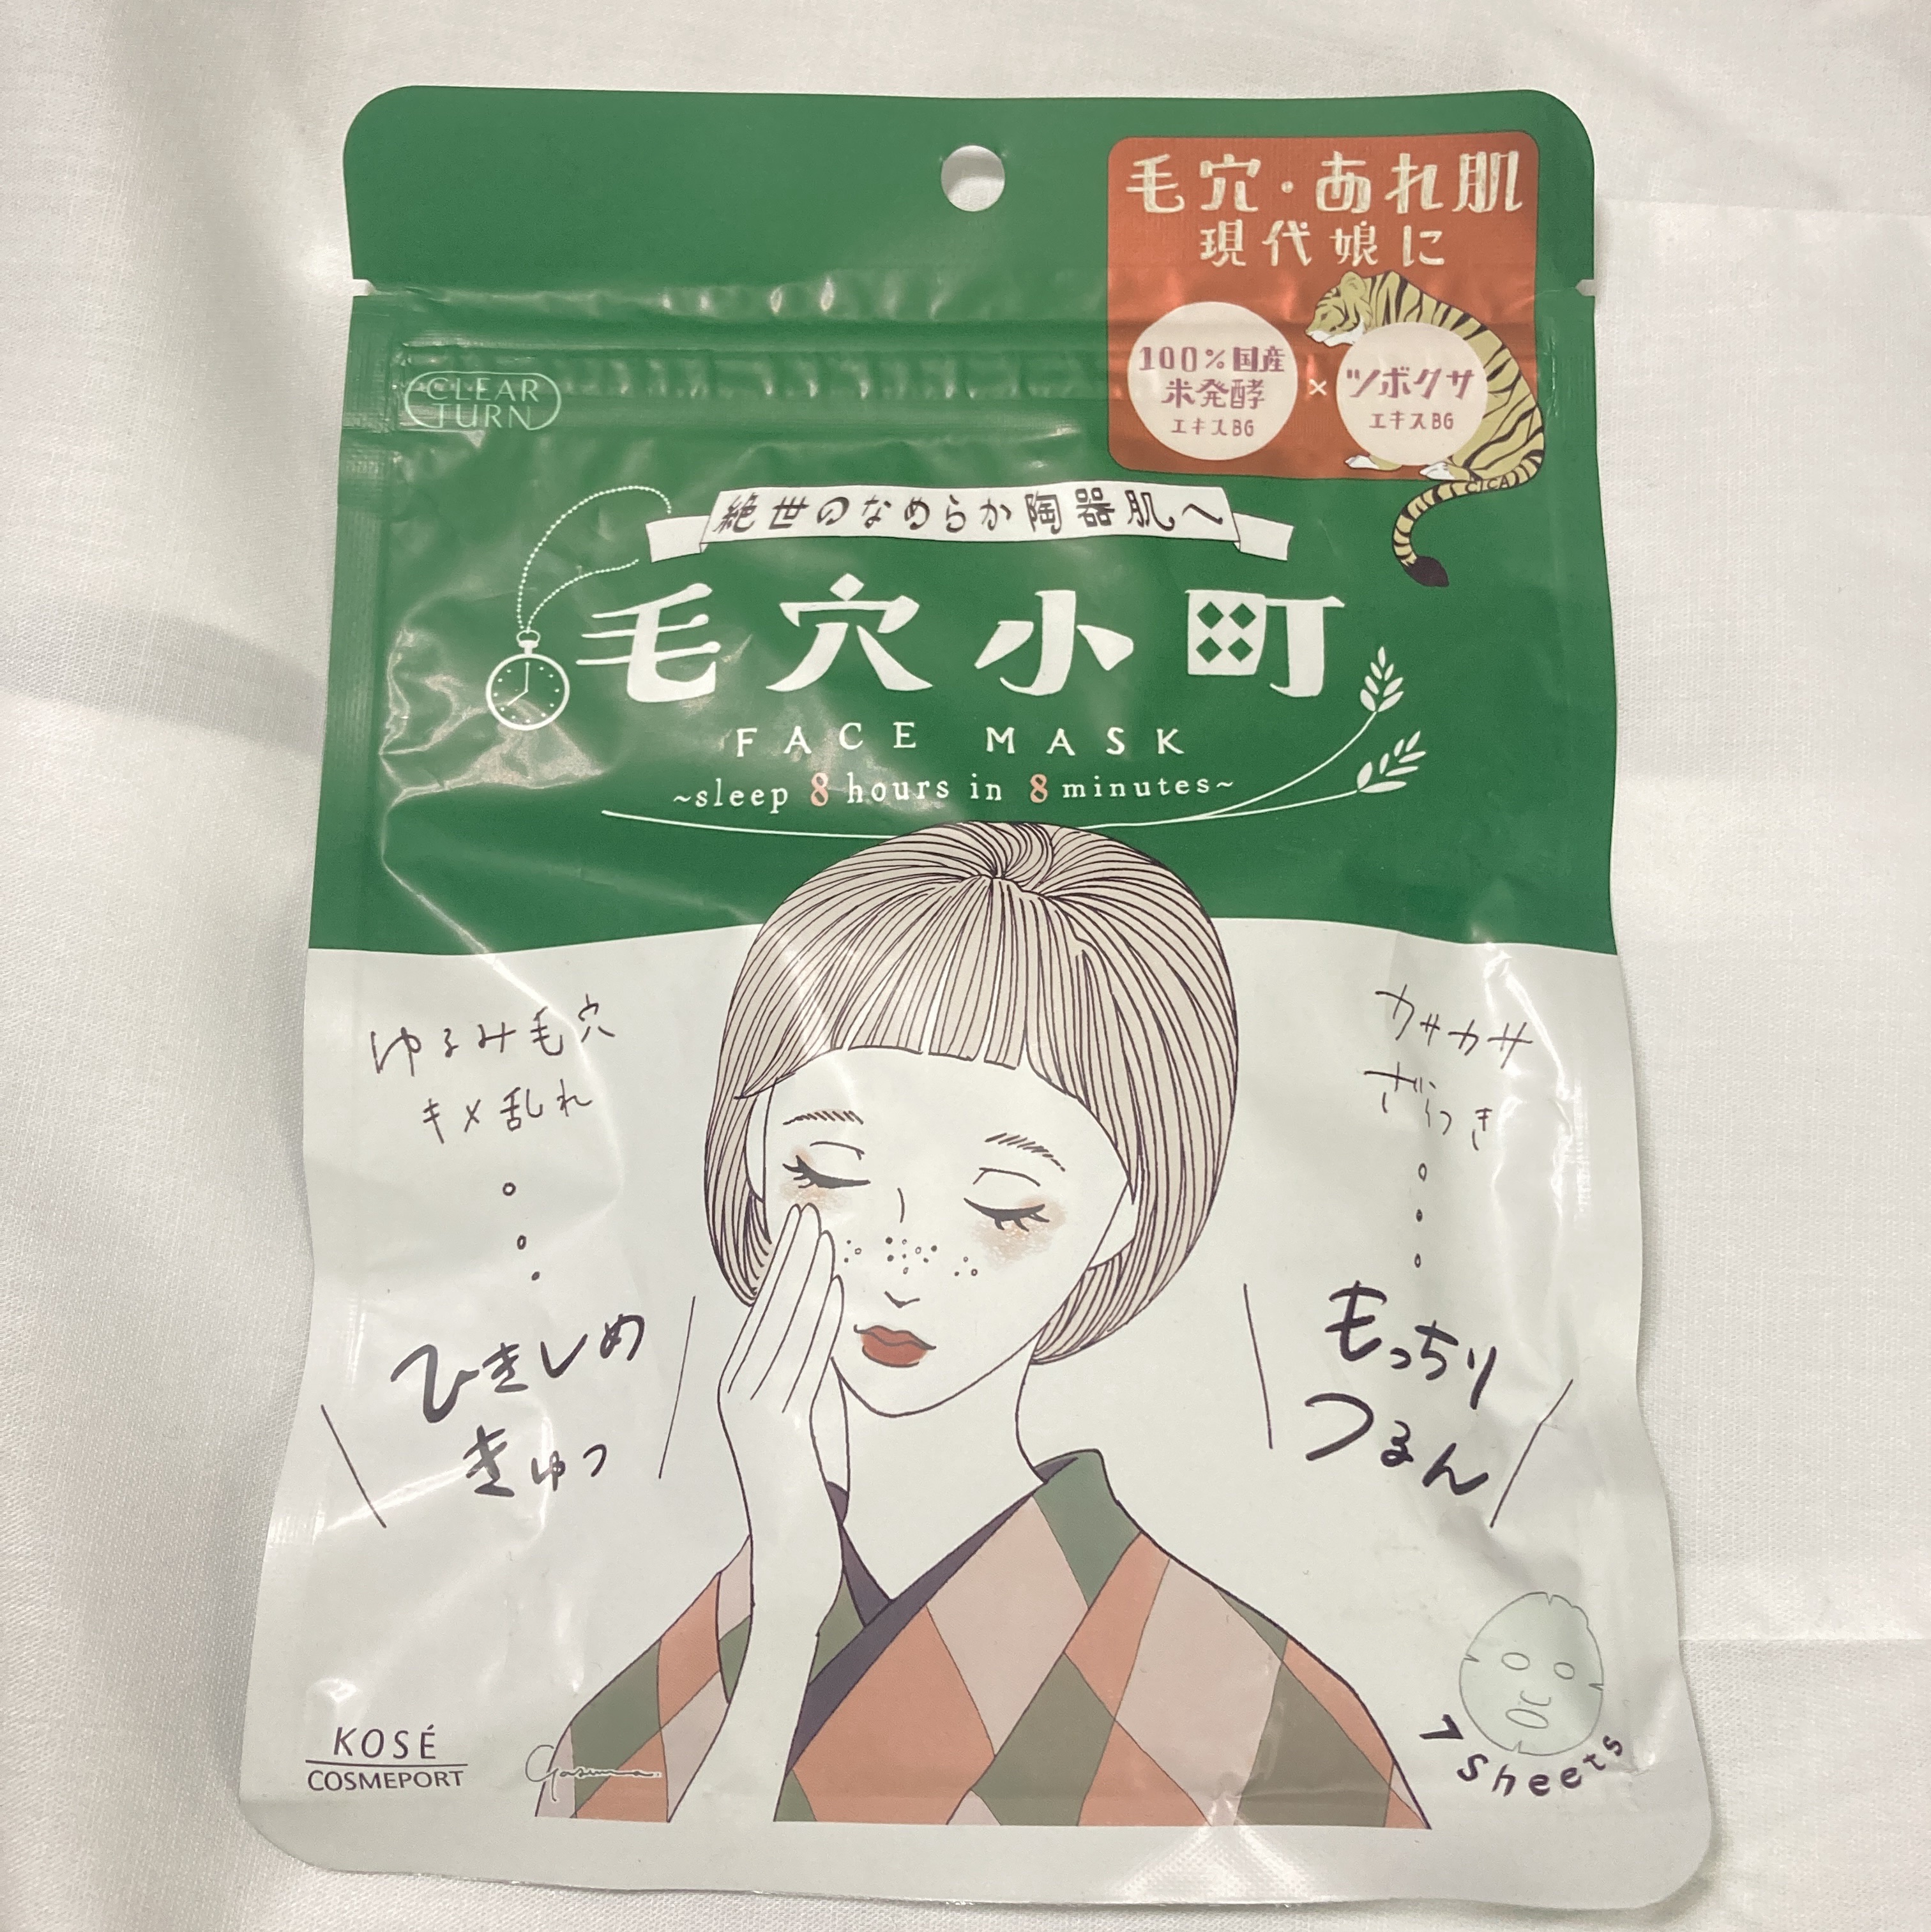 毛穴・あれ肌
現代娘に
100%国産
米発酵
エキスBG
×
ツボクサ
エキスBG
CICA
CLEAR
TURN
絶世のなめらか陶器肌へ
毛穴小町
FACE MASK
~sleep 8 hours in 8 minutes~
ゆるみ毛穴
キメ乱れ
ひきしめ
きゅっ
カサカサ
ざらつき
もっちり
つるん
KOSÉ
COSMEPORT
7 Sheets